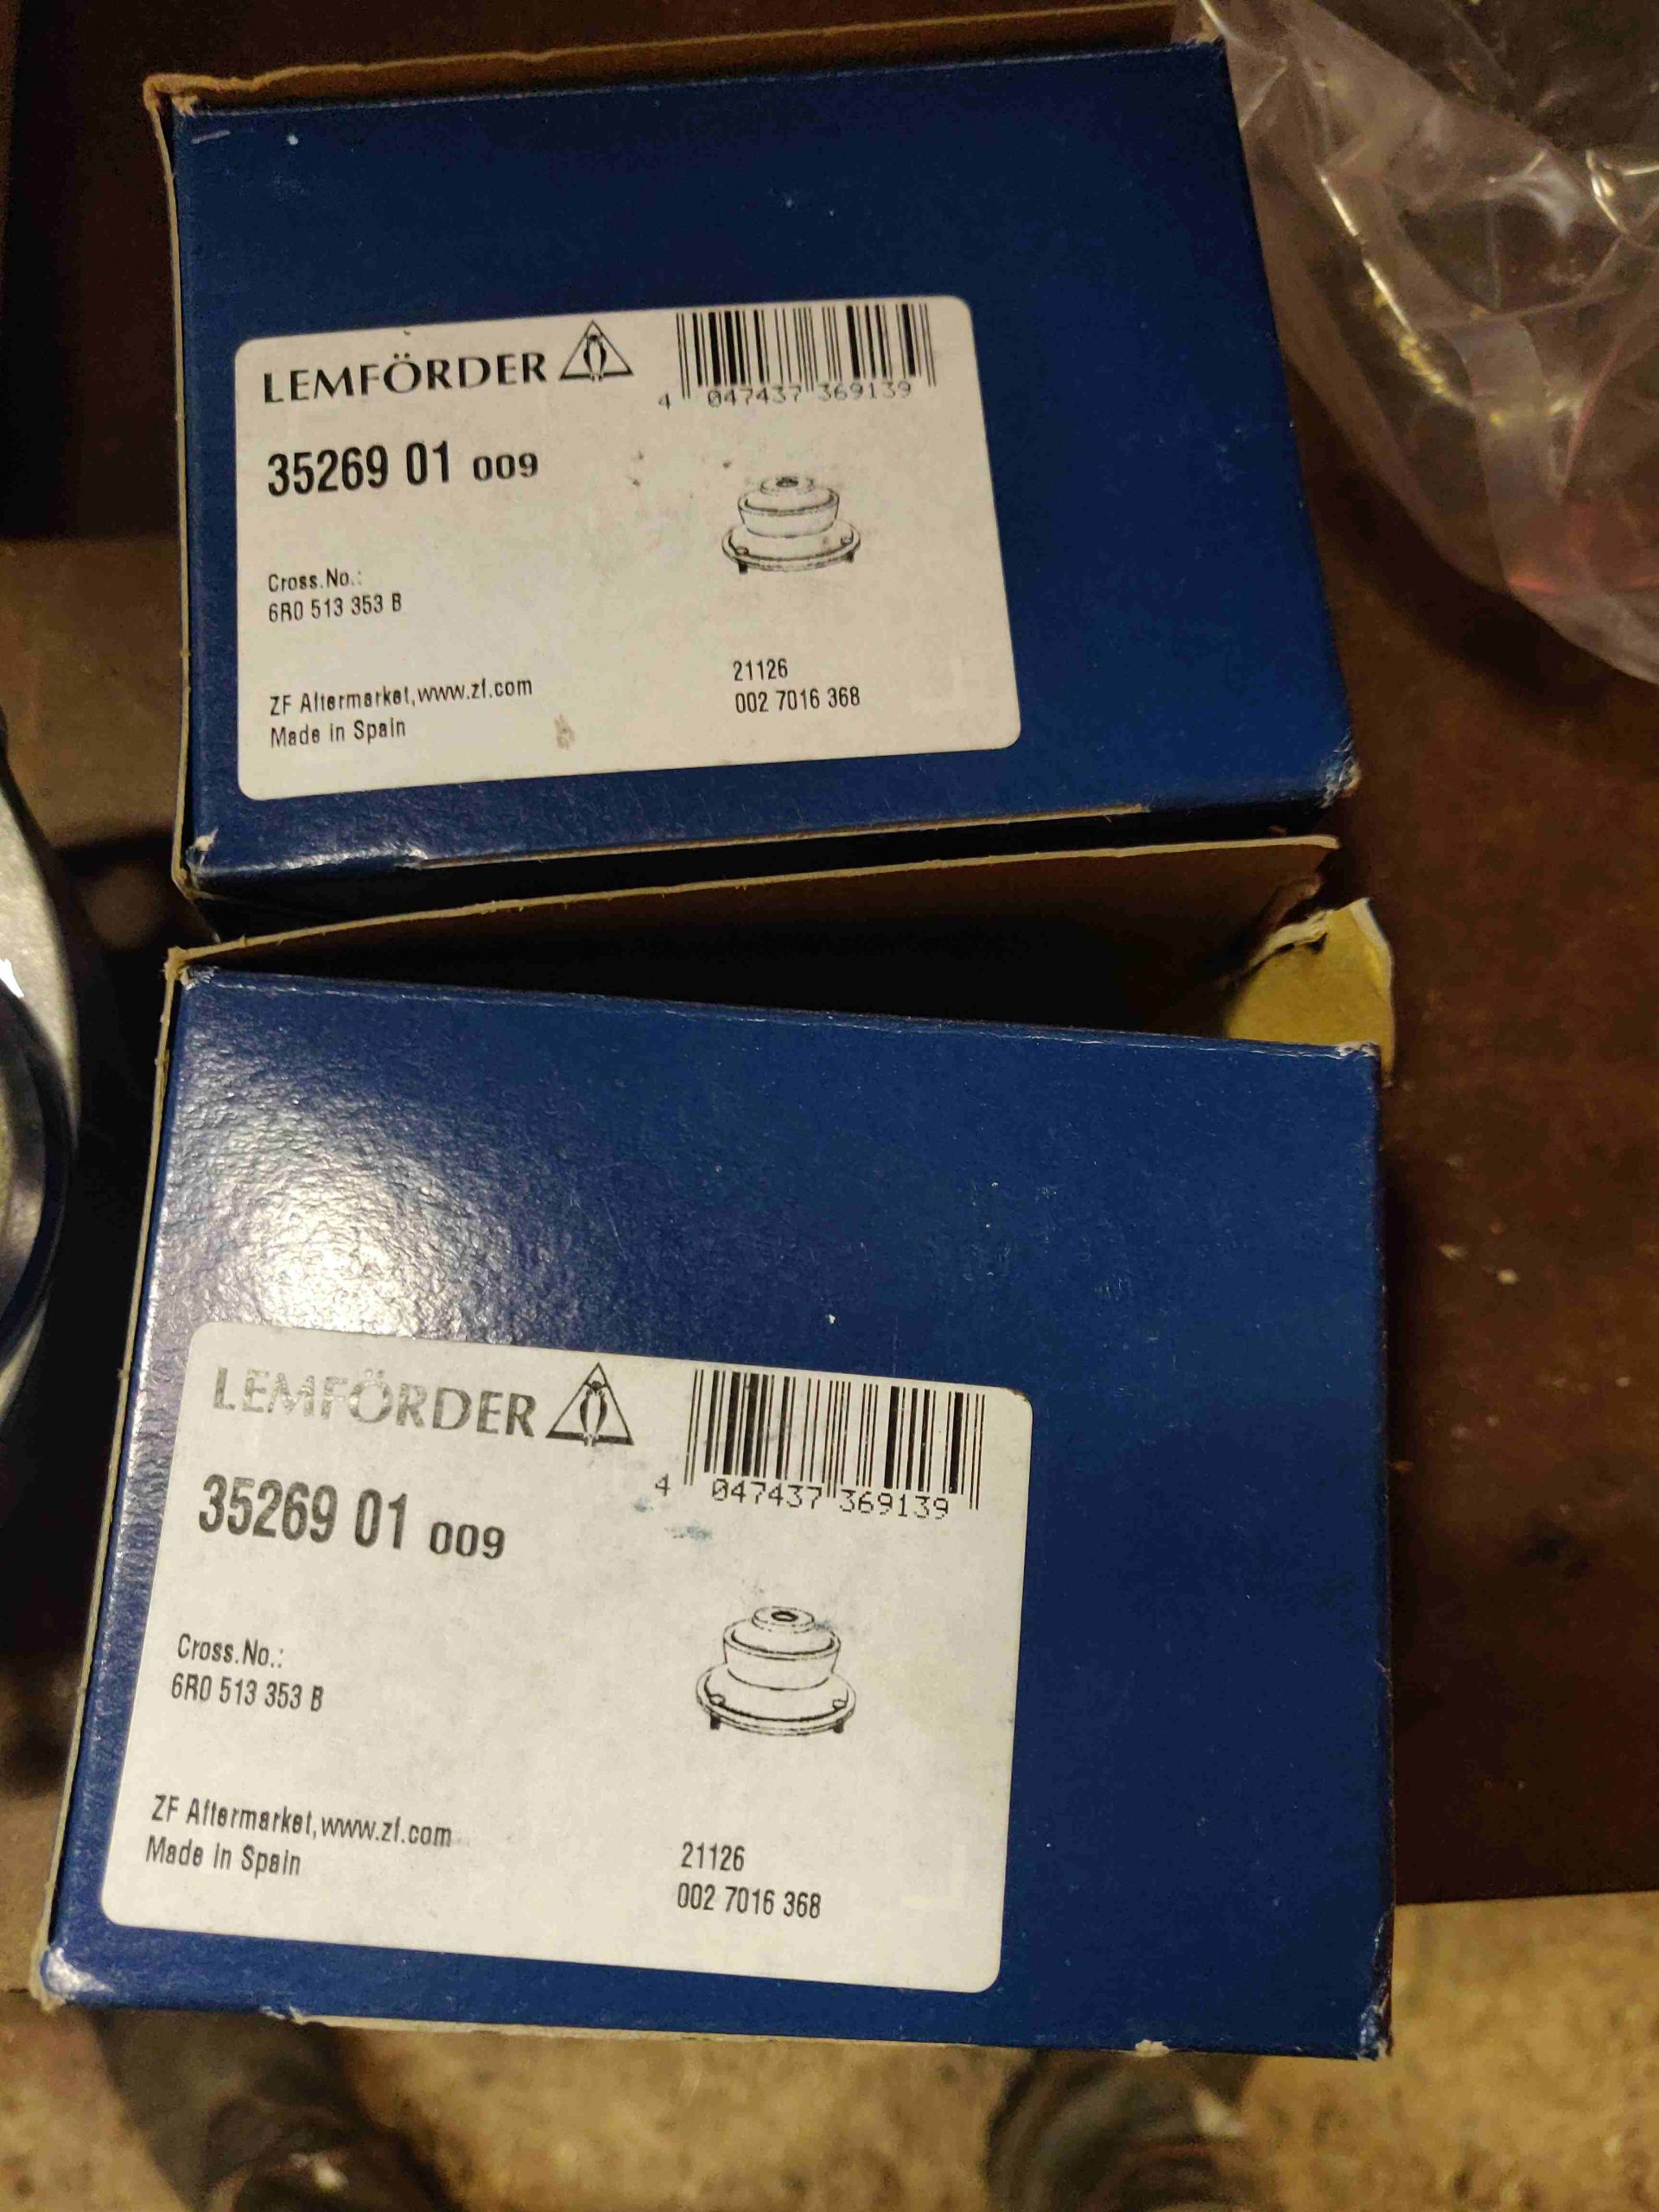 LEMFÖRDER
4 047437 369139
35269 01 009
Cross.No.:
6R0 513 353 B
ZF Aftermarket,www.zf.com
Made in Spain
21126
002 7016 368
LEMFÖRDER
4 047437 369139
35269 01 009
Cross.No.:
6R0 513 353 B
ZF Aftermarket,www.zf.com
Made in Spain
21126
002 7016 368